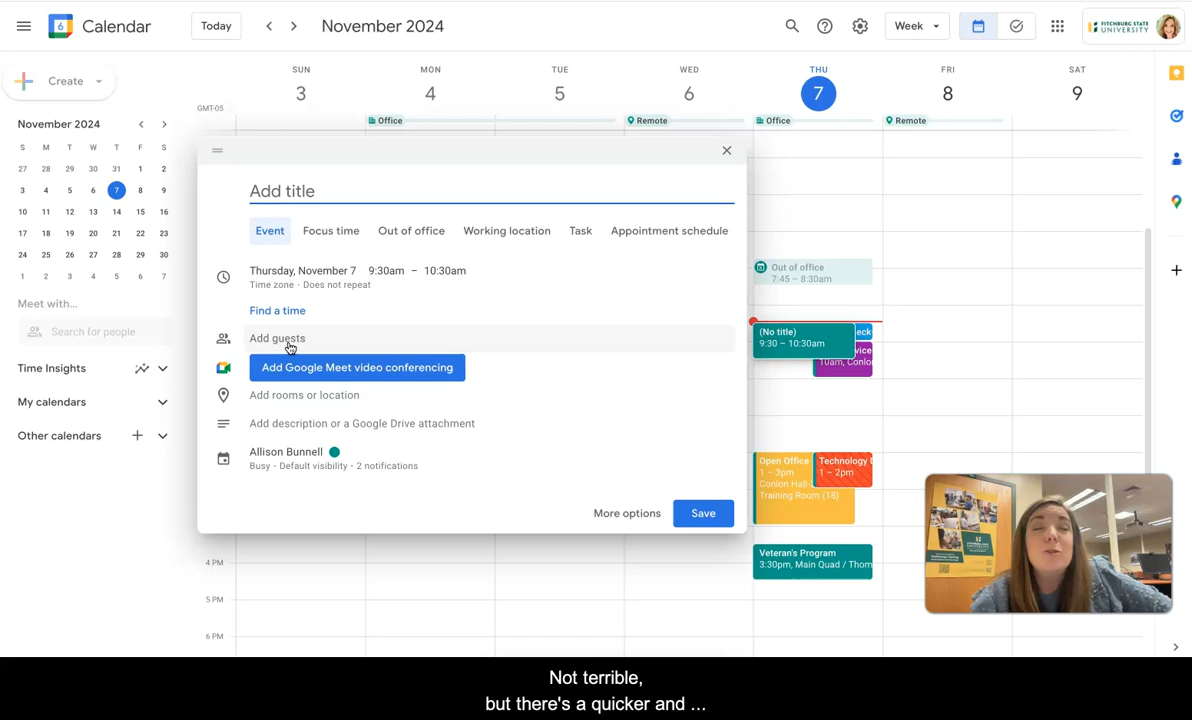 Calendar
Today
November 2024
Week
FITCHBURG STATE
UNIVERSITY
Create
GMT-05
SUN MON TUE WED THU FRI SAT
3 4 5 6 7 8 9
Office
Remote
Office
Remote
November 2024
S M T W T F S
27 28 29 30 31 1 2
3 4 5 6 7 8 9
10 11 12 13 14 15 16
17 18 19 20 21 22 23
24 25 26 27 28 29 30
1 2 3 4 5 6 7
Meet with...
Search for people
Time Insights
My calendars
Other calendars
Add title
Event Focus time Out of office Working location Task Appointment schedule
Thursday, November 7 9:30am – 10:30am
Time zone · Does not repeat
Find a time
Add guests
Add Google Meet video conferencing
Add rooms or location
Add description or a Google Drive attachment
Allison Bunnell
Busy · Default visibility · 2 notifications
More options
Save
Out of office
7:45 – 8:30am
(No title)
9:30 – 10:30am
eck
vice
10am, Conlo
Open Office
1 – 3pm
Conlon Hall
Training Room (18)
Technology
1 – 2pm
Veteran's Program
3:30pm, Main Quad / Thom
4 PM
5 PM
6 PM
Not terrible,
but there's a quicker and ...